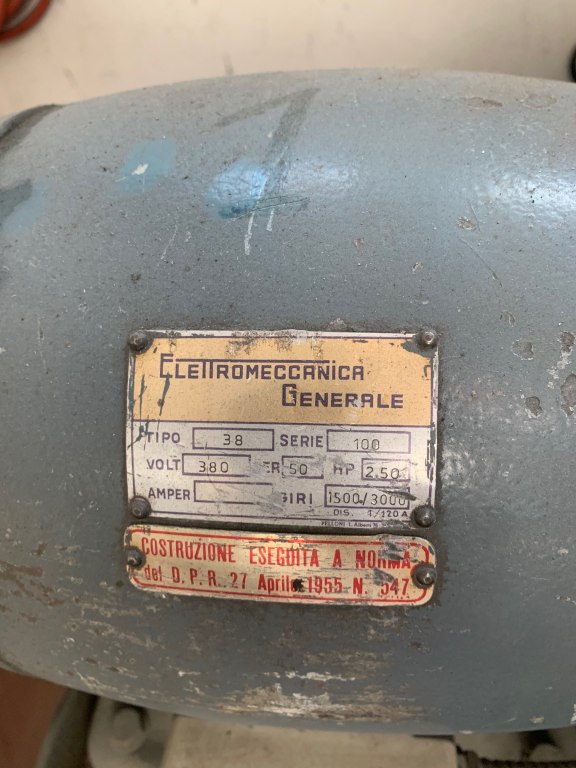 ELETTROMECCANICA
GENERALE
TIPO 38 SERIE 100
VOLT 380 FR. 50 HP 2.50
AMPER GIRI 1500/3000
DIS. 1/120 A
COSTRUZIONE ESEGUITA A NORMA
del D.P.R. 27 Aprile 1955 N. 547